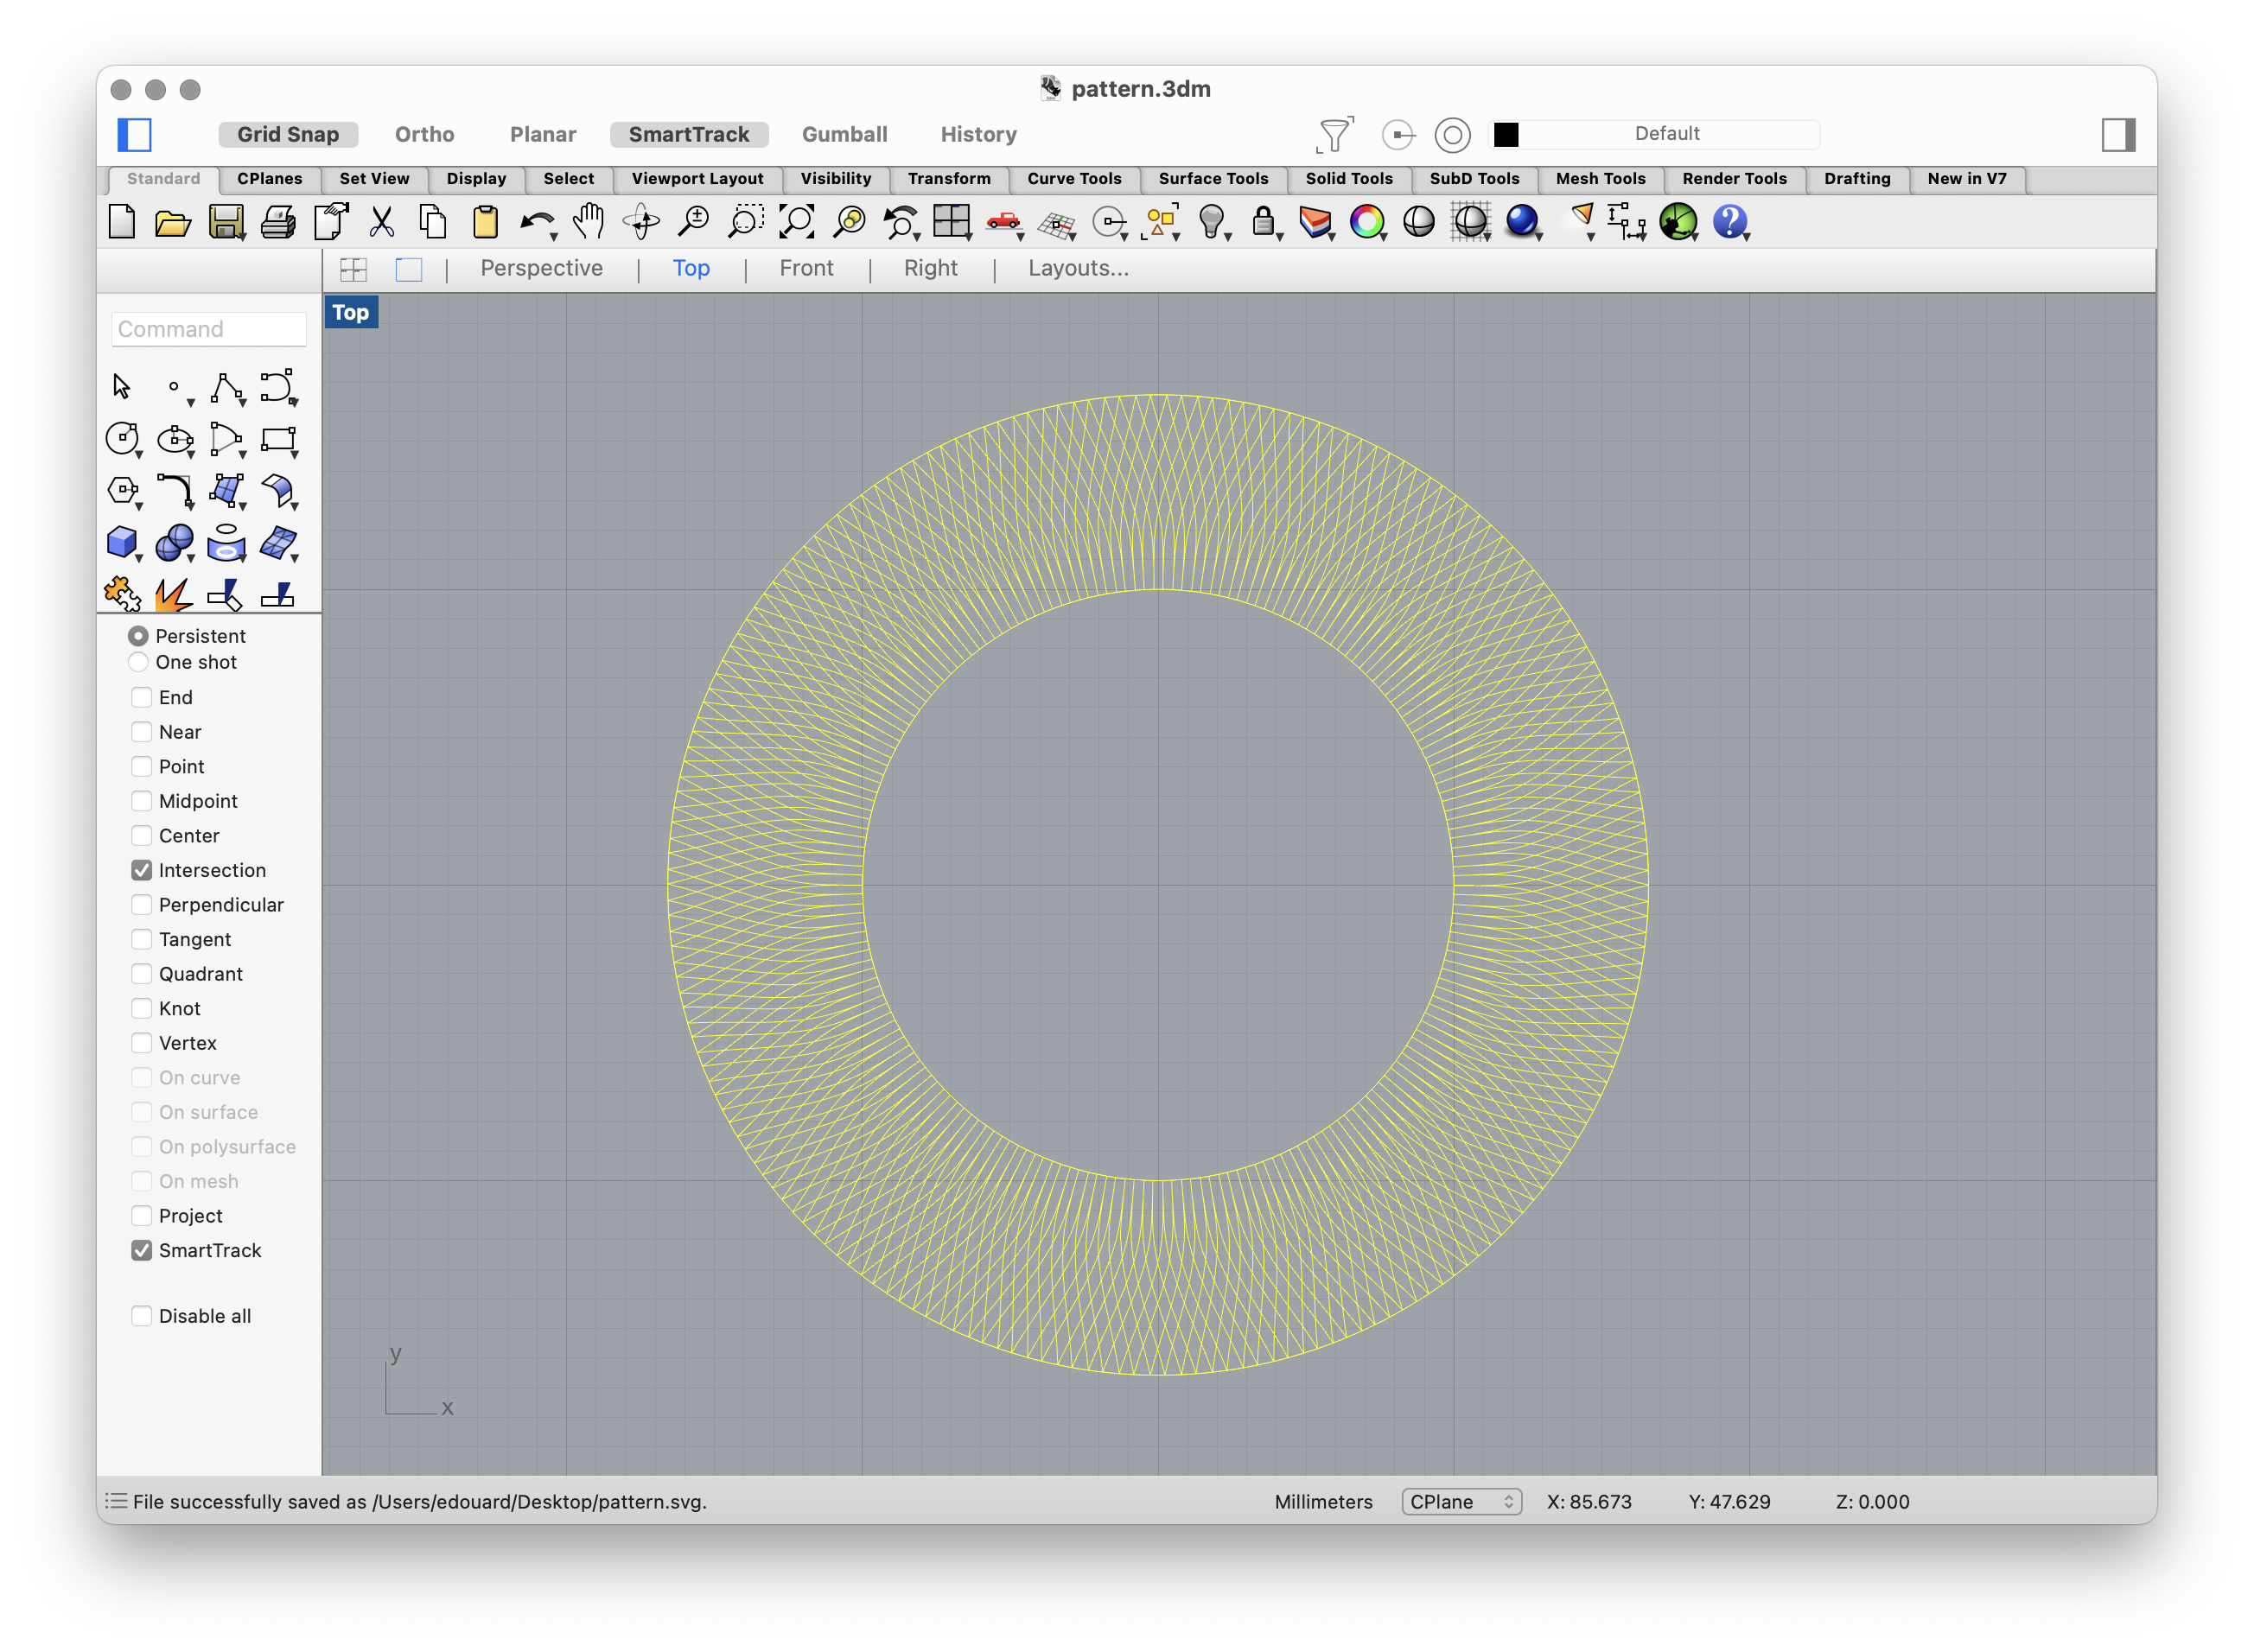 pattern.3dm
Grid Snap Ortho Planar SmartTrack Gumball History Default
Standard CPlanes Set View Display Select Viewport Layout Visibility Transform Curve Tools Surface Tools Solid Tools SubD Tools Mesh Tools Render Tools Drafting New in V7
Perspective | Top | Front | Right | Layouts...
Top
Command
Persistent
One shot
End
Near
Point
Midpoint
Center
Intersection
Perpendicular
Tangent
Quadrant
Knot
Vertex
On curve
On surface
On polysurface
On mesh
Project
SmartTrack
Disable all
y
x
File successfully saved as /Users/edouard/Desktop/pattern.svg. Millimeters CPlane X: 85.673 Y: 47.629 Z: 0.000